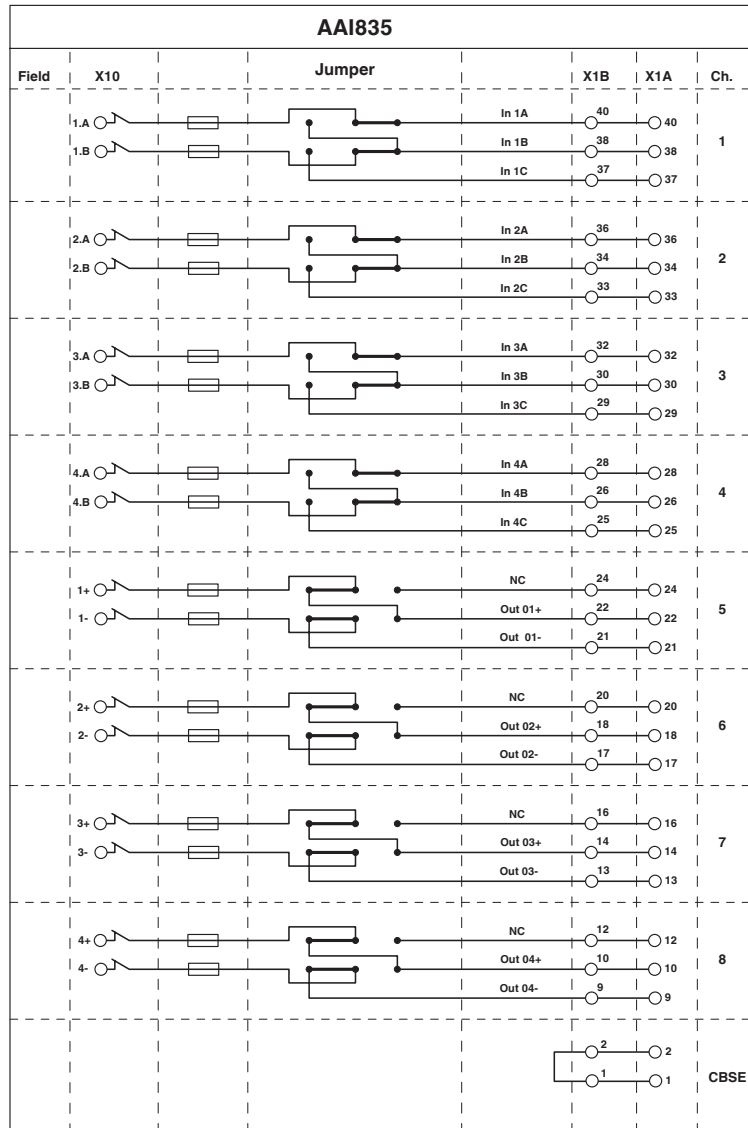 AAI835
Field X10 Jumper X1B X1A Ch.
1.A In 1A 40 40
1.B In 1B 38 38
In 1C 37 37
1
2.A In 2A 36 36
2.B In 2B 34 34
In 2C 33 33
2
3.A In 3A 32 32
3.B In 3B 30 30
In 3C 29 29
3
4.A In 4A 28 28
4.B In 4B 26 26
In 4C 25 25
4
1+ NC 24 24
1- Out 01+ 22 22
Out 01- 21 21
5
2+ NC 20 20
2- Out 02+ 18 18
Out 02- 17 17
6
3+ NC 16 16
3- Out 03+ 14 14
Out 03- 13 13
7
4+ NC 12 12
4- Out 04+ 10 10
Out 04- 9 9
8
2 2
1 1
CBSE